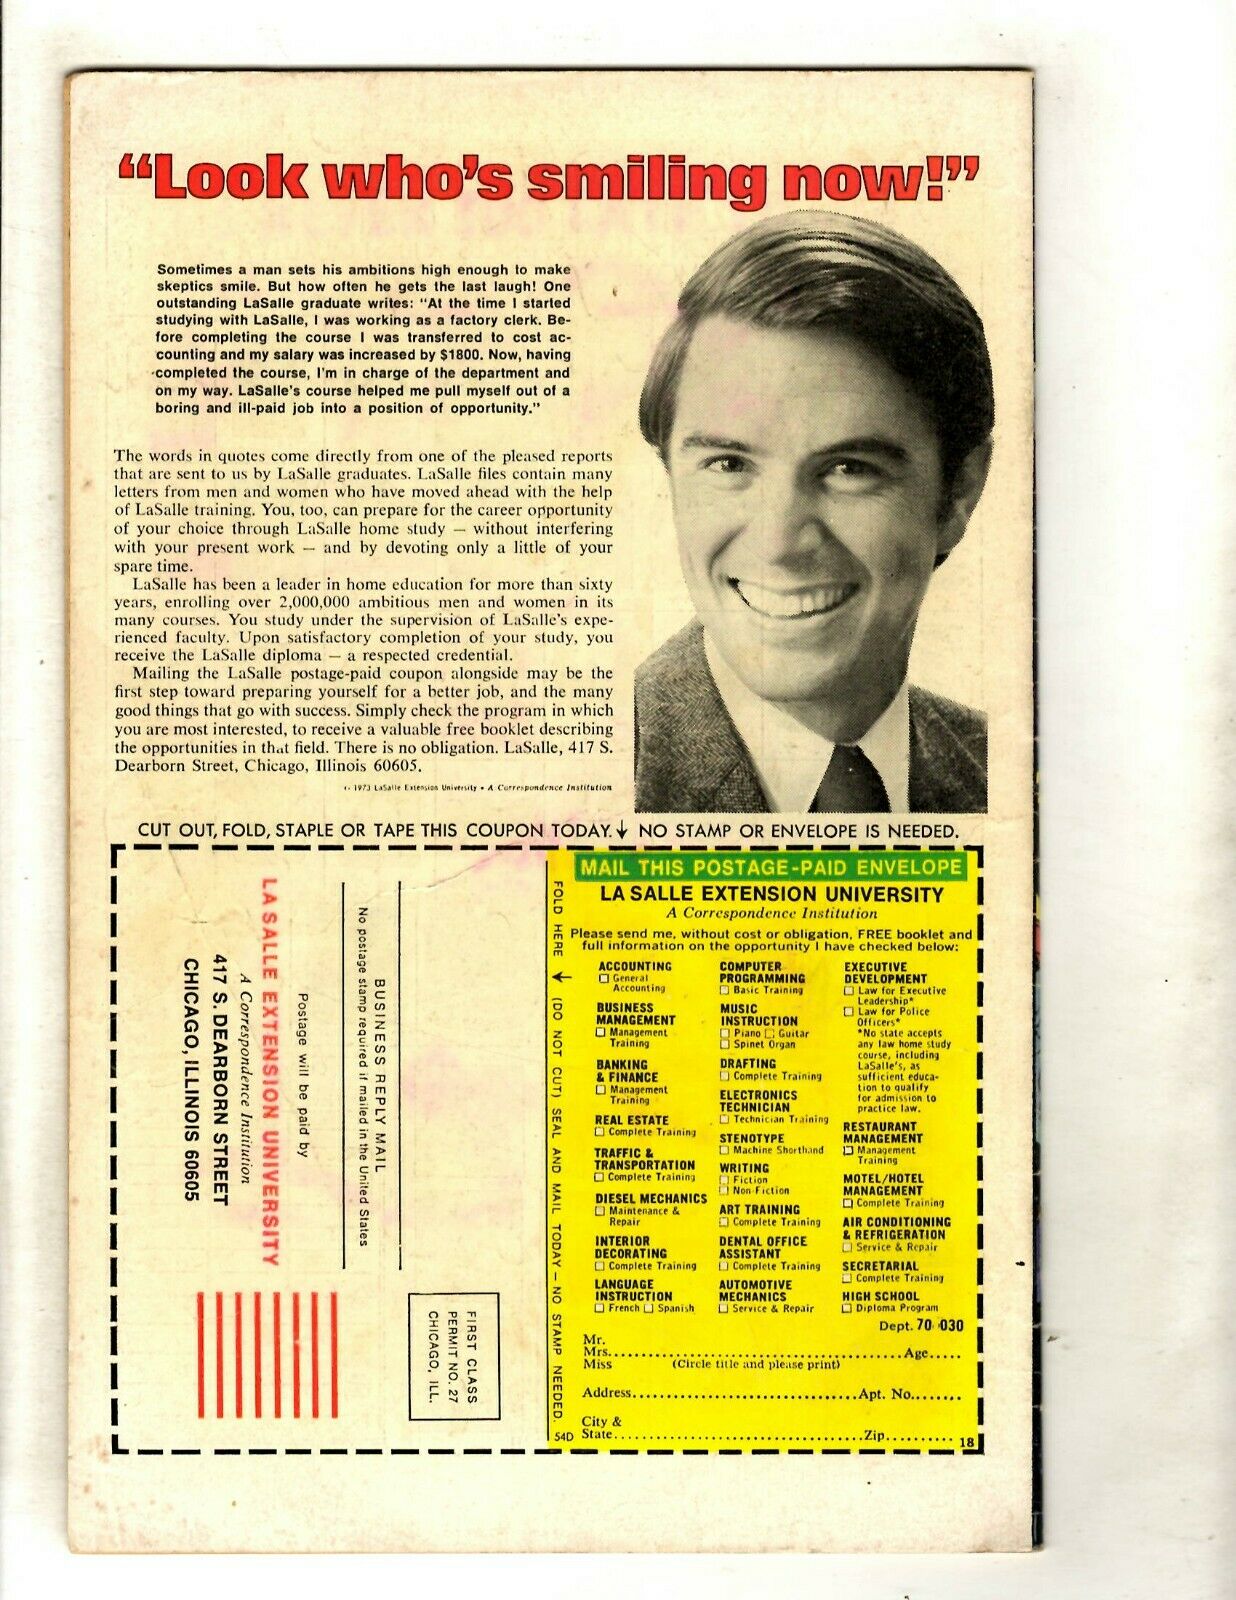 “Look who’s smiling now!”
Sometimes a man sets his ambitions high enough to make
skeptics smile. But how often he gets the last laugh! One
outstanding LaSalle graduate writes: “At the time I started
studying with LaSalle, I was working as a factory clerk. Be-
fore completing the course I was transferred to cost ac-
counting and my salary was increased by $1800. Now, having
completed the course, I’m in charge of the department and
on my way. LaSalle’s course helped me pull myself out of a
boring and ill-paid job into a position of opportunity.”
The words in quotes come directly from one of the pleased reports
that are sent to us by LaSalle graduates. LaSalle files contain many
letters from men and women who have moved ahead with the help
of LaSalle training. You, too, can prepare for the career opportunity
of your choice through LaSalle home study — without interfering
with your present work — and by devoting only a little of your
spare time.
LaSalle has been a leader in home education for more than sixty
years, enrolling over 2,000,000 ambitious men and women in its
many courses. You study under the supervision of LaSalle’s expe-
rienced faculty. Upon satisfactory completion of your study, you
receive the LaSalle diploma — a respected credential.
Mailing the LaSalle postage-paid coupon alongside may be the
first step toward preparing yourself for a better job, and the many
good things that go with success. Simply check the program in which
you are most interested, to receive a valuable free booklet describing
the opportunities in that field. There is no obligation. LaSalle, 417 S.
Dearborn Street, Chicago, Illinois 60605.
© 1973 LaSalle Extension University • A Correspondence Institution
CUT OUT, FOLD, STAPLE OR TAPE THIS COUPON TODAY. ↓ NO STAMP OR ENVELOPE IS NEEDED.
FIRST CLASS
PERMIT NO. 27
CHICAGO, ILL.
BUSINESS REPLY MAIL
No postage stamp required if mailed in the United States
Postage will be paid by
LA SALLE EXTENSION UNIVERSITY
A Correspondence Institution
417 S. DEARBORN STREET
CHICAGO, ILLINOIS 60605
FOLD HERE ← (DO NOT CUT) SEAL AND MAIL TODAY — NO STAMP NEEDED.
54D
MAIL THIS POSTAGE-PAID ENVELOPE
LA SALLE EXTENSION UNIVERSITY
A Correspondence Institution
Please send me, without cost or obligation, FREE booklet and
full information on the opportunity I have checked below:
ACCOUNTING
☐ General
Accounting
BUSINESS
MANAGEMENT
☐ Management
Training
BANKING
& FINANCE
☐ Management
Training
REAL ESTATE
☐ Complete Training
TRAFFIC &
TRANSPORTATION
☐ Complete Training
DIESEL MECHANICS
☐ Maintenance &
Repair
INTERIOR
DECORATING
☐ Complete Training
LANGUAGE
INSTRUCTION
☐ French ☐ Spanish
COMPUTER
PROGRAMMING
☐ Basic Training
MUSIC
INSTRUCTION
☐ Piano ☐ Guitar
☐ Spinet Organ
DRAFTING
☐ Complete Training
ELECTRONICS
TECHNICIAN
☐ Technician Training
STENOTYPE
☐ Machine Shorthand
WRITING
☐ Fiction
☐ Non Fiction
ART TRAINING
☐ Complete Training
DENTAL OFFICE
ASSISTANT
☐ Complete Training
AUTOMOTIVE
MECHANICS
☐ Service & Repair
EXECUTIVE
DEVELOPMENT
☐ Law for Executive
Leadership*
☐ Law for Police
Officers*
*No state accepts
any law home study
course, including
LaSalle’s, as
sufficient educa-
tion to qualify
for admission to
practice law.
RESTAURANT
MANAGEMENT
☐ Management
Training
MOTEL/HOTEL
MANAGEMENT
☐ Complete Training
AIR CONDITIONING
& REFRIGERATION
☐ Service & Repair
SECRETARIAL
☐ Complete Training
HIGH SCHOOL
☐ Diploma Program
Dept. 70-030
Mr.
Mrs.............................................Age.....
Miss (Circle title and please print)
Address..............................Apt. No........
City &
State....................................Zip..........
18